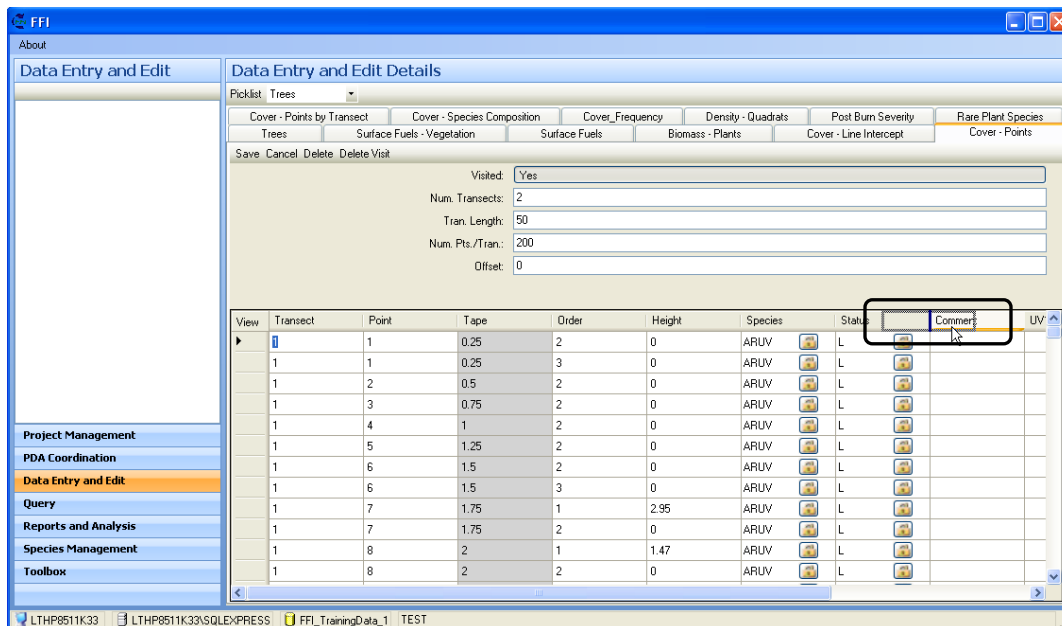 FFI
About
Data Entry and Edit
Data Entry and Edit Details
Picklist Trees
Cover - Points by Transect Cover - Species Composition Cover_Frequency Density - Quadrats Post Burn Severity Rare Plant Species
Trees Surface Fuels - Vegetation Surface Fuels Biomass - Plants Cover - Line Intercept Cover - Points
Save Cancel Delete Delete Visit
Visited: Yes
Num. Transects: 2
Tran. Length: 50
Num. Pts./Tran.: 200
Offset: 0
View Transect Point Tape Order Height Species Status Comment UV
1 1 0.25 2 0 ARUV L
1 1 0.25 3 0 ARUV L
1 2 0.5 2 0 ARUV L
1 3 0.75 2 0 ARUV L
1 4 1 2 0 ARUV L
1 5 1.25 2 0 ARUV L
1 6 1.5 2 0 ARUV L
1 6 1.5 3 0 ARUV L
1 7 1.75 1 2.95 ARUV L
1 7 1.75 2 0 ARUV L
1 8 2 1 1.47 ARUV L
1 8 2 2 0 ARUV L
Project Management
PDA Coordination
Data Entry and Edit
Query
Reports and Analysis
Species Management
Toolbox
LTHP8511K33 LTHP8511K33\SQLEXPRESS FFI_TrainingData_1 TEST